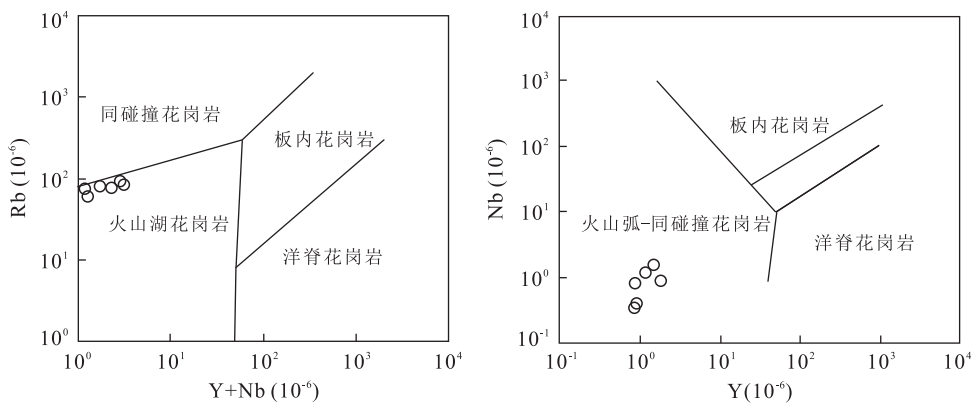 10⁴
10³
10²
10¹
10⁰
Rb (10⁻⁶)
同碰撞花岗岩
板内花岗岩
火山湖花岗岩
洋脊花岗岩
10⁰ 10¹ 10² 10³ 10⁴
Y+Nb (10⁻⁶)
10⁴
10³
10²
10¹
10⁰
10⁻¹
Nb (10⁻⁶)
板内花岗岩
火山弧-同碰撞花岗岩
洋脊花岗岩
10⁻¹ 10⁰ 10¹ 10² 10³ 10⁴
Y(10⁻⁶)